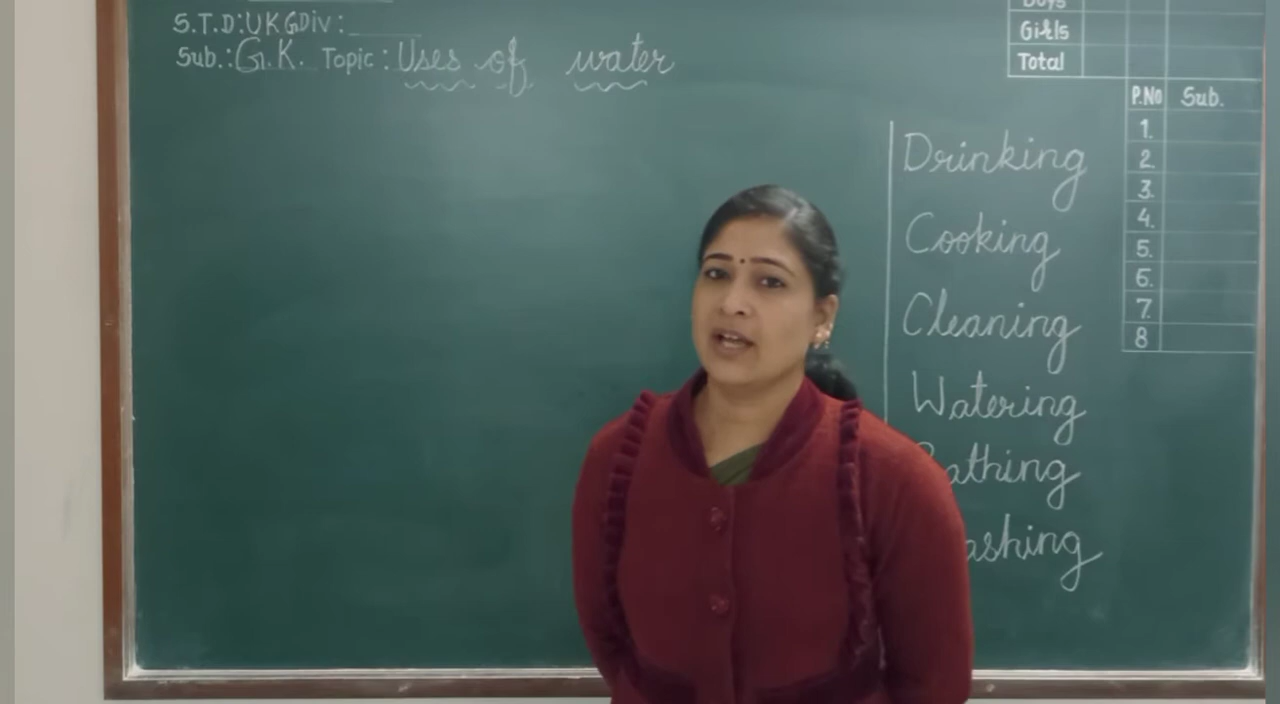 S.T.D: UKG Div:
Sub.: G.K. Topic: Uses of water
Boys
Girls
Total
P.No Sub.
1.
2.
3.
4.
5.
6.
7.
8
Drinking
Cooking
Cleaning
Watering
athing
ashing